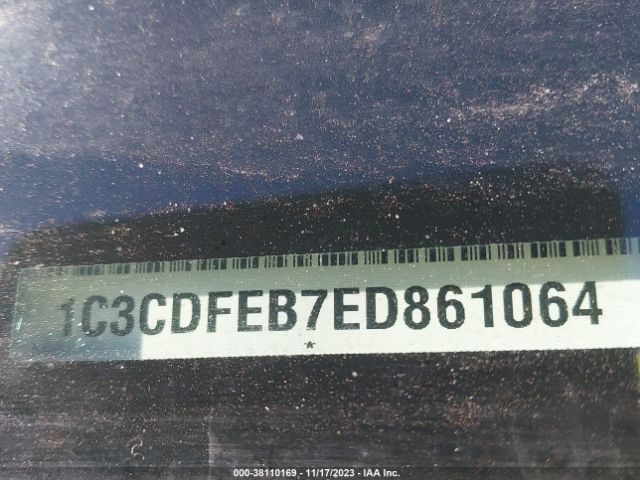 1C3CDFEB7ED861064
*
000-38110169 - 11/17/2023 - IAA Inc.